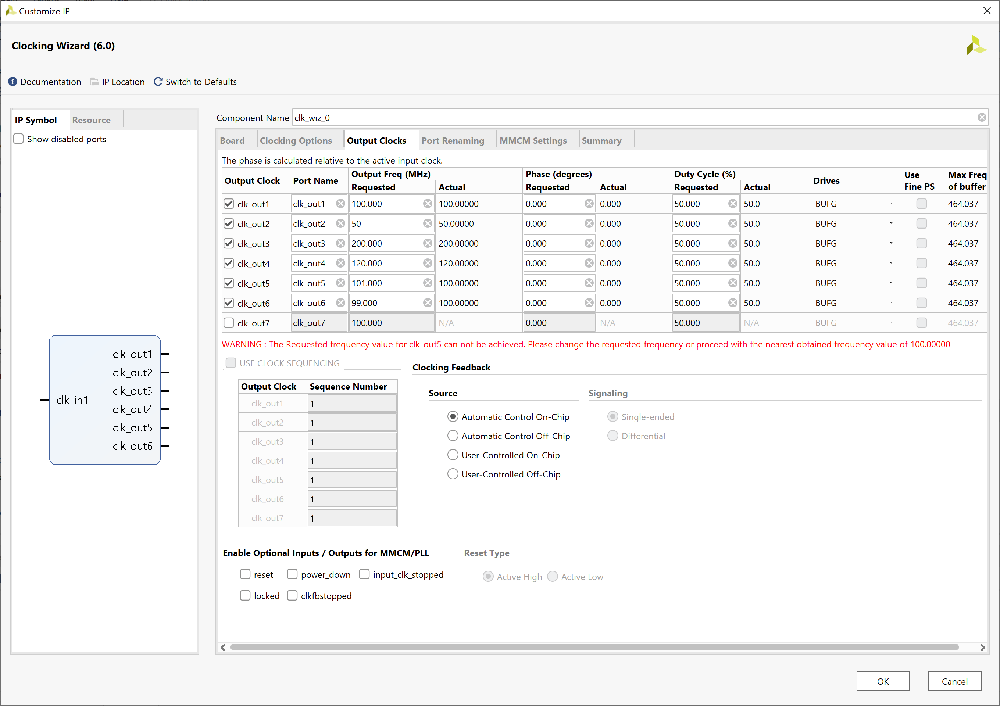 Customize IP
Clocking Wizard (6.0)
Documentation IP Location Switch to Defaults
IP Symbol Resource
Show disabled ports
clk_in1
clk_out1
clk_out2
clk_out3
clk_out4
clk_out5
clk_out6
Component Name clk_wiz_0
Board Clocking Options Output Clocks Port Renaming MMCM Settings Summary
The phase is calculated relative to the active input clock.
Output Clock Port Name Output Freq (MHz) Phase (degrees) Duty Cycle (%) Drives Use Fine PS Max Freq of buffer
Requested Actual Requested Actual Requested Actual
clk_out1 clk_out1 100.000 100.00000 0.000 0.000 50.000 50.0 BUFG 464.037
clk_out2 clk_out2 50 50.00000 0.000 0.000 50.000 50.0 BUFG 464.037
clk_out3 clk_out3 200.000 200.00000 0.000 0.000 50.000 50.0 BUFG 464.037
clk_out4 clk_out4 120.000 120.00000 0.000 0.000 50.000 50.0 BUFG 464.037
clk_out5 clk_out5 101.000 100.00000 0.000 0.000 50.000 50.0 BUFG 464.037
clk_out6 clk_out6 99.000 100.00000 0.000 0.000 50.000 50.0 BUFG 464.037
clk_out7 clk_out7 100.000 N/A 0.000 N/A 50.000 N/A BUFG 464.037
WARNING : The Requested frequency value for clk_out5 can not be achieved. Please change the requested frequency or proceed with the nearest obtained frequency value of 100.00000
USE CLOCK SEQUENCING
Output Clock Sequence Number
clk_out1 1
clk_out2 1
clk_out3 1
clk_out4 1
clk_out5 1
clk_out6 1
clk_out7 1
Clocking Feedback
Source Signaling
Automatic Control On-Chip Single-ended
Automatic Control Off-Chip Differential
User-Controlled On-Chip
User-Controlled Off-Chip
Enable Optional Inputs / Outputs for MMCM/PLL Reset Type
reset power_down input_clk_stopped Active High Active Low
locked clkfbstopped
OK Cancel